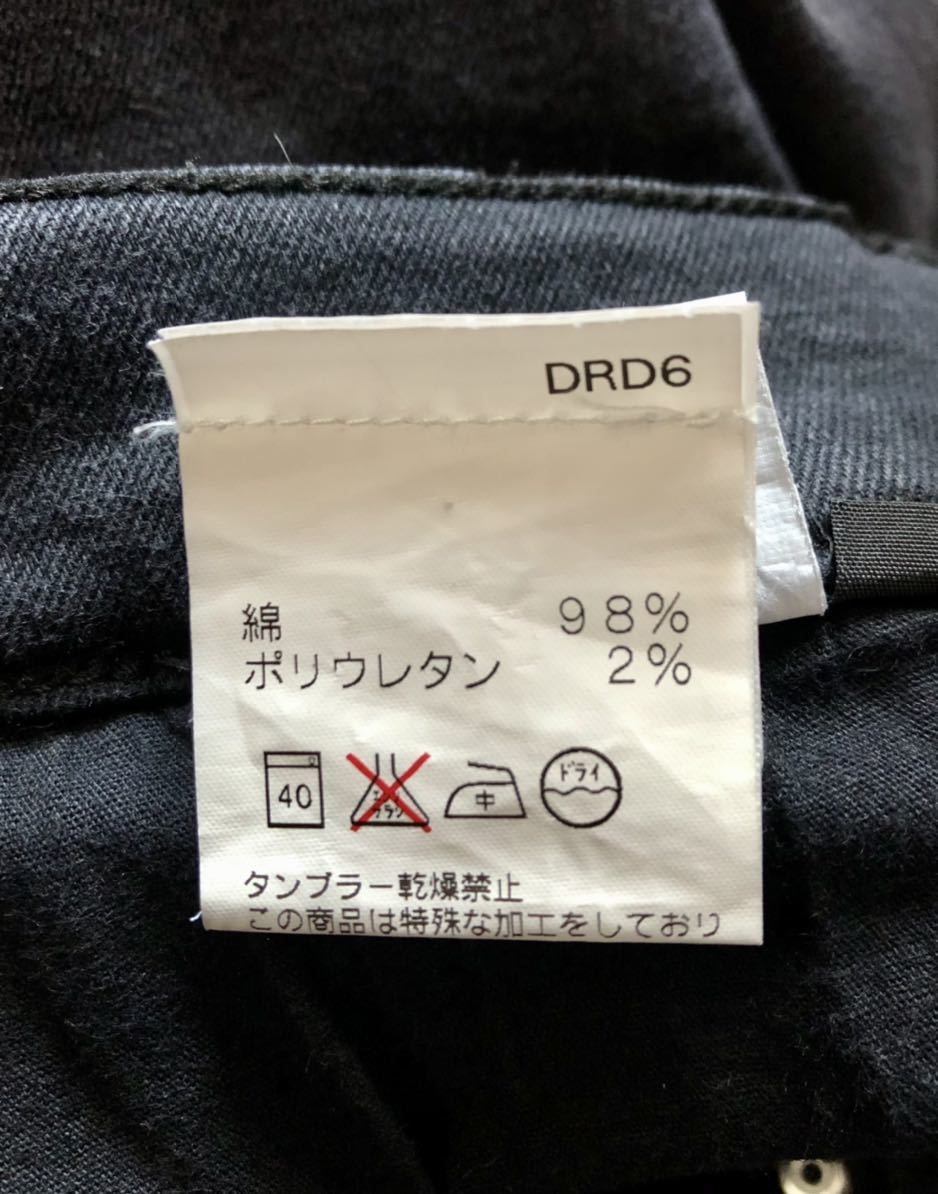 DRD6
綿 98%
ポリウレタン 2%
40
中
ドライ
タンブラー乾燥禁止
この商品は特殊な加工をしており